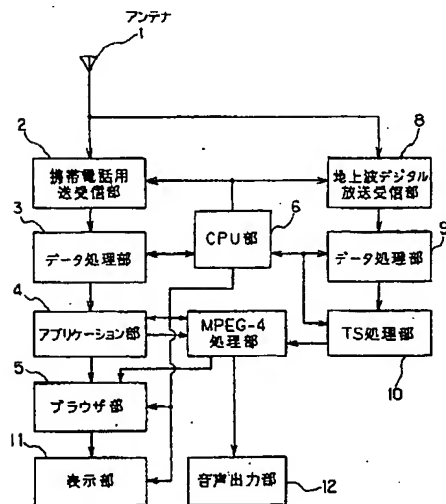 アンテナ
1
2
8
携帯電話用
送受信部
地上波デジタル
放送受信部
3
6
9
データ処理部
CPU部
データ処理部
4
アプリケーション部
MPEG-4
処理部
TS処理部
5
10
ブラウザ部
11
表示部
音声出力部
12